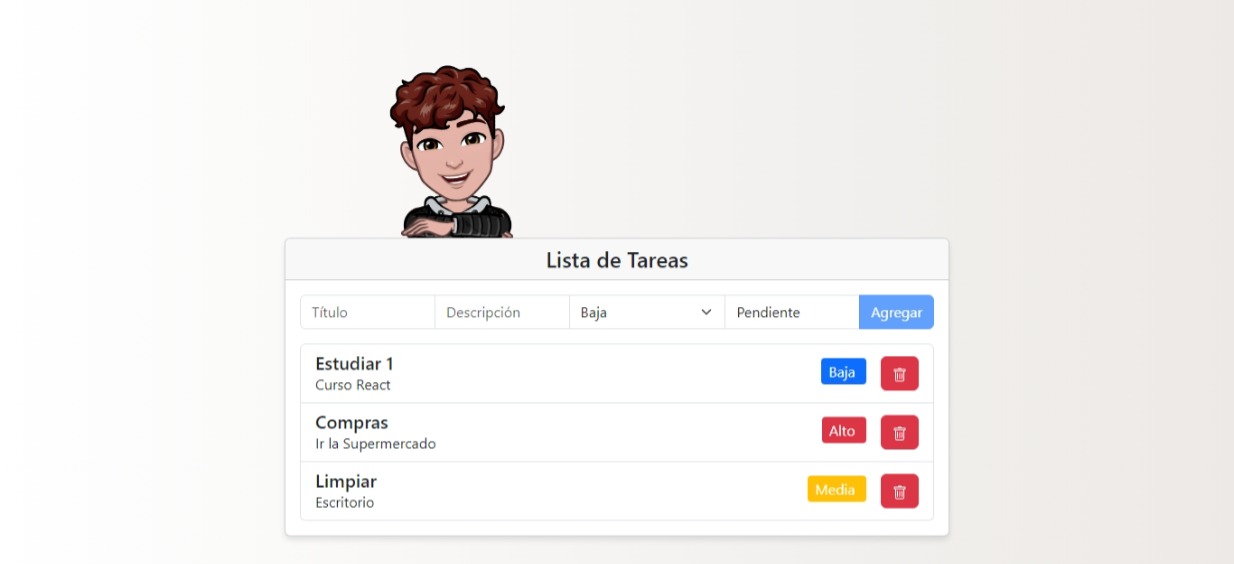 Lista de Tareas
Título Descripción Baja Pendiente Agregar
Estudiar 1
Curso React
Baja
Compras
Ir la Supermercado
Alto
Limpiar
Escritorio
Media